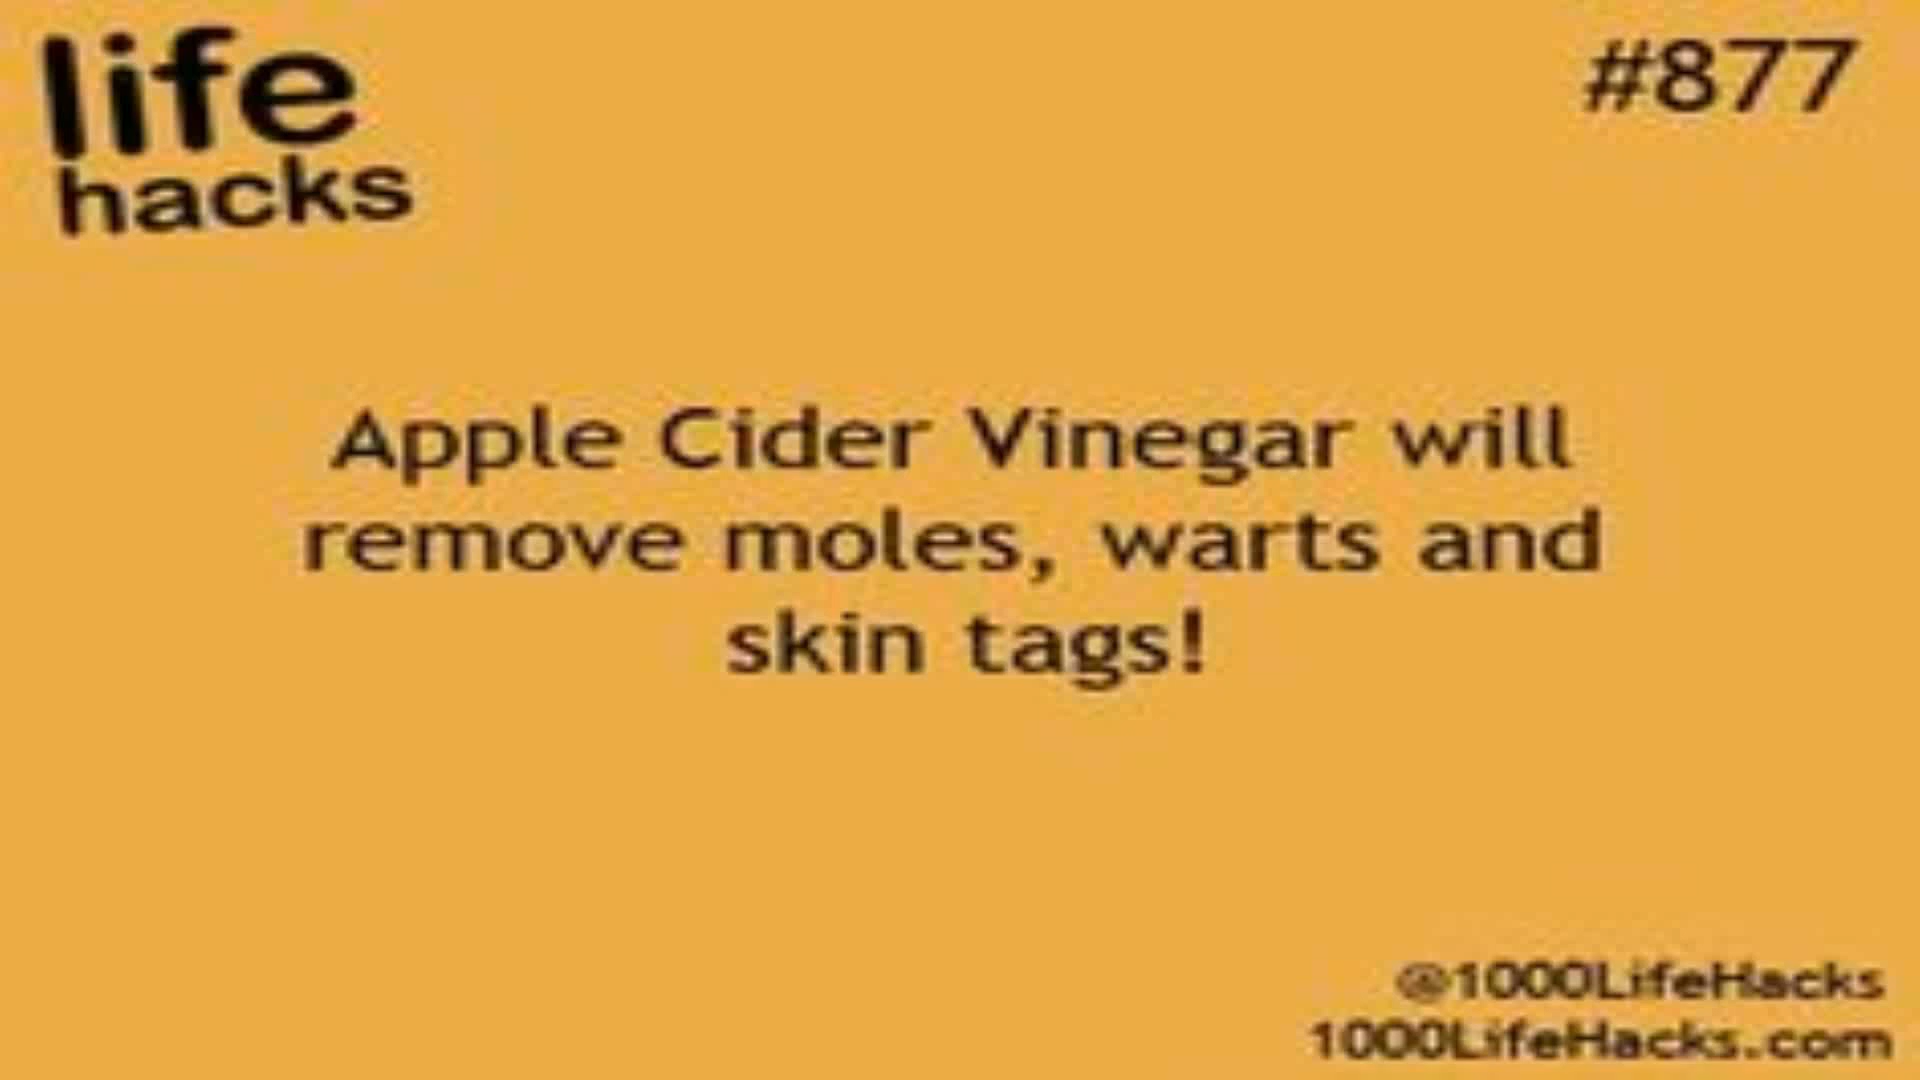 life
hacks
#877
Apple Cider Vinegar will
remove moles, warts and
skin tags!
@1000LifeHacks
1000LifeHacks.com